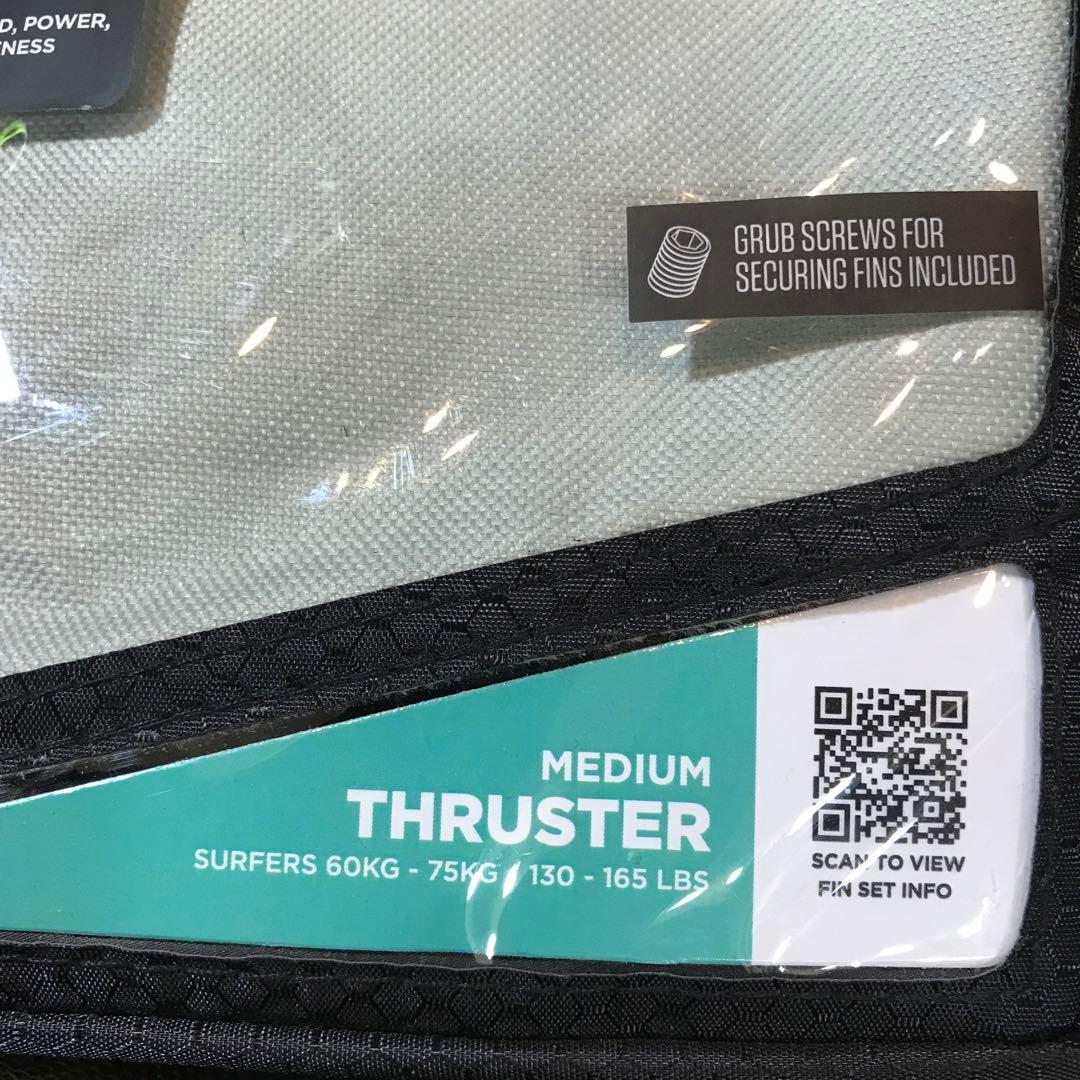 POWER,
GRUB SCREWS FOR
SECURING FINS INCLUDED
MEDIUM
THRUSTER
SURFERS 60KG - 75KG / 130 - 165 LBS
SCAN TO VIEW
FIN SET INFO